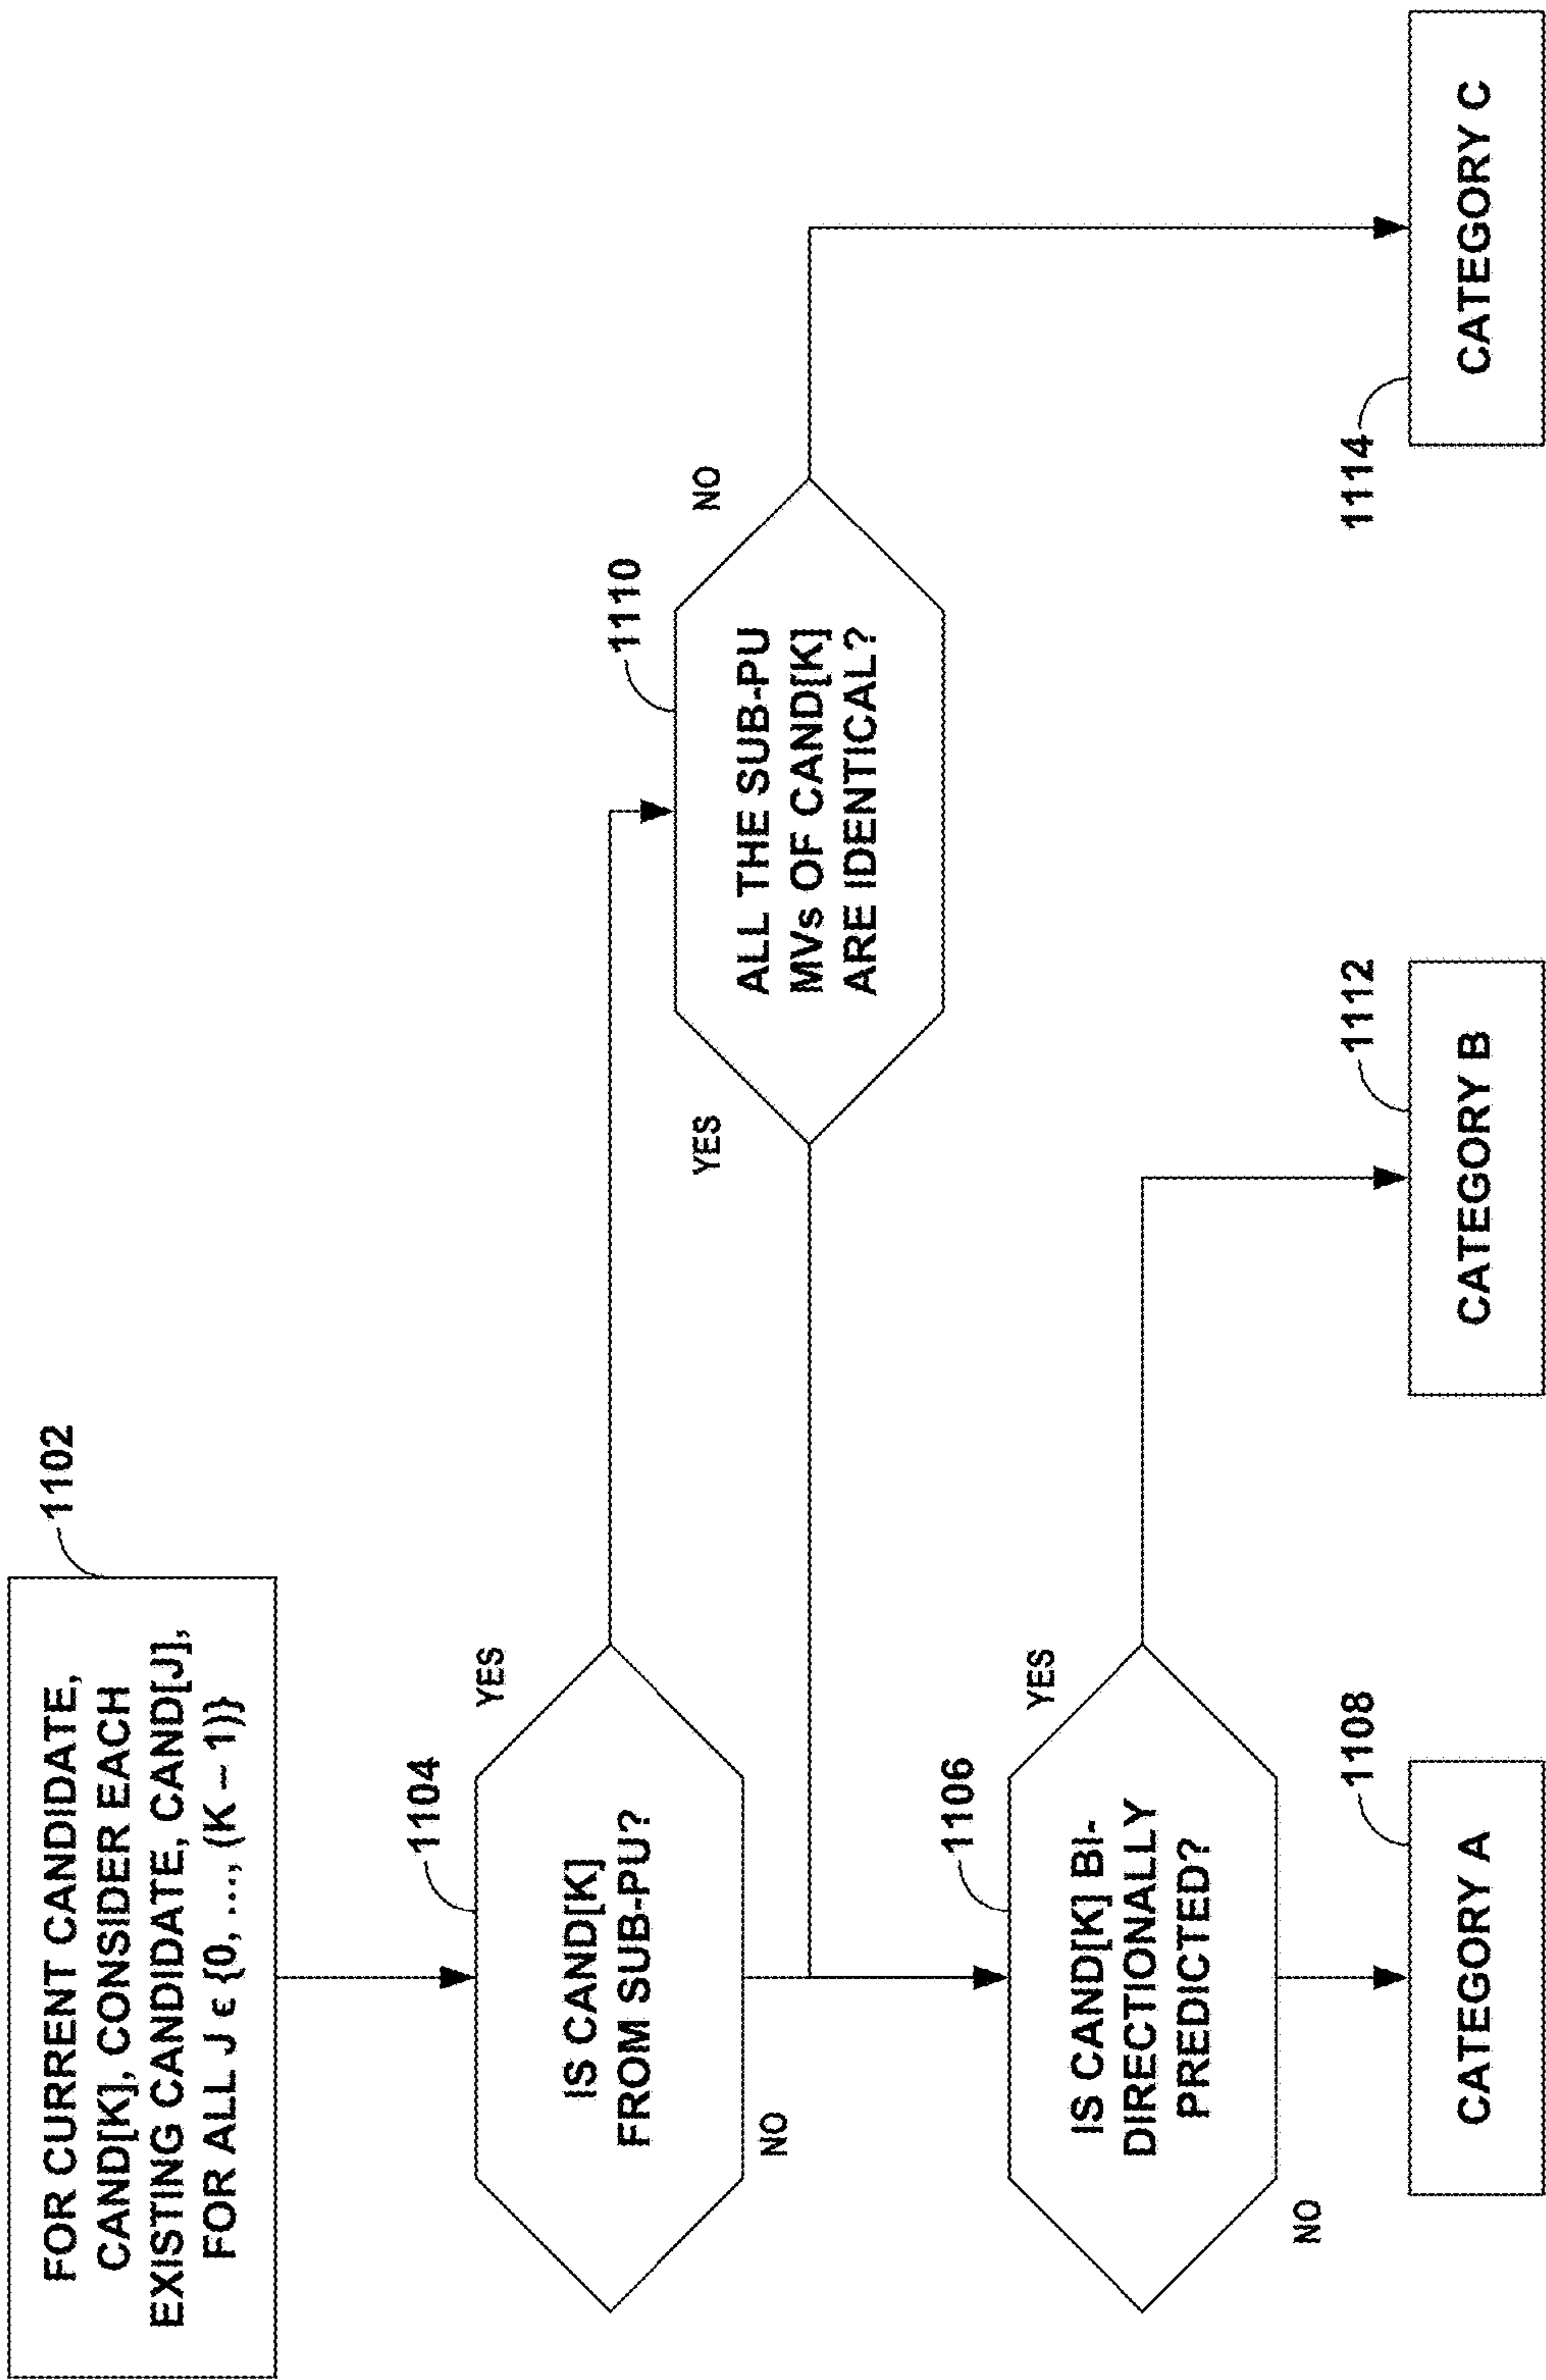 1102
FOR CURRENT CANDIDATE,
CAND[K], CONSIDER EACH
EXISTING CANDIDATE, CAND[J],
FOR ALL J ϵ {0, ..., (K – 1)}
1104
IS CAND[K]
FROM SUB-PU?
YES
NO
1110
ALL THE SUB-PU
MVs OF CAND[K]
ARE IDENTICAL?
YES
NO
1106
IS CAND[K] BI-
DIRECTIONALLY
PREDICTED?
YES
NO
1108
CATEGORY A
1112
CATEGORY B
1114
CATEGORY C